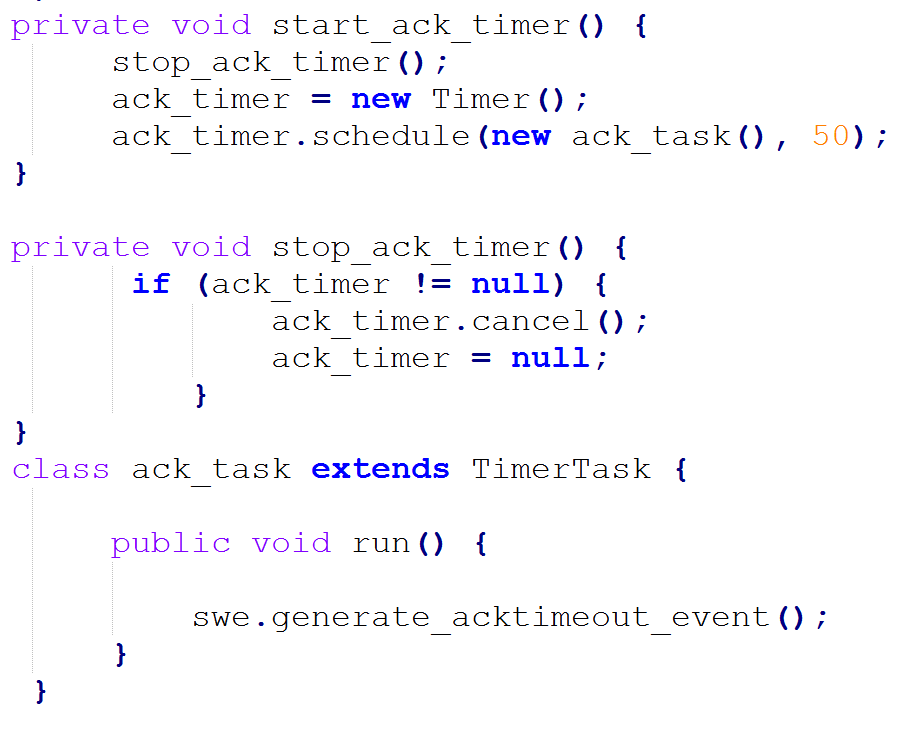 private void start_ack_timer() {
stop_ack_timer();
ack_timer = new Timer();
ack_timer.schedule(new ack_task(), 50);
}
private void stop_ack_timer() {
if (ack_timer != null) {
ack_timer.cancel();
ack_timer = null;
}
}
class ack_task extends TimerTask {
public void run() {
swe.generate_acktimeout_event();
}
}